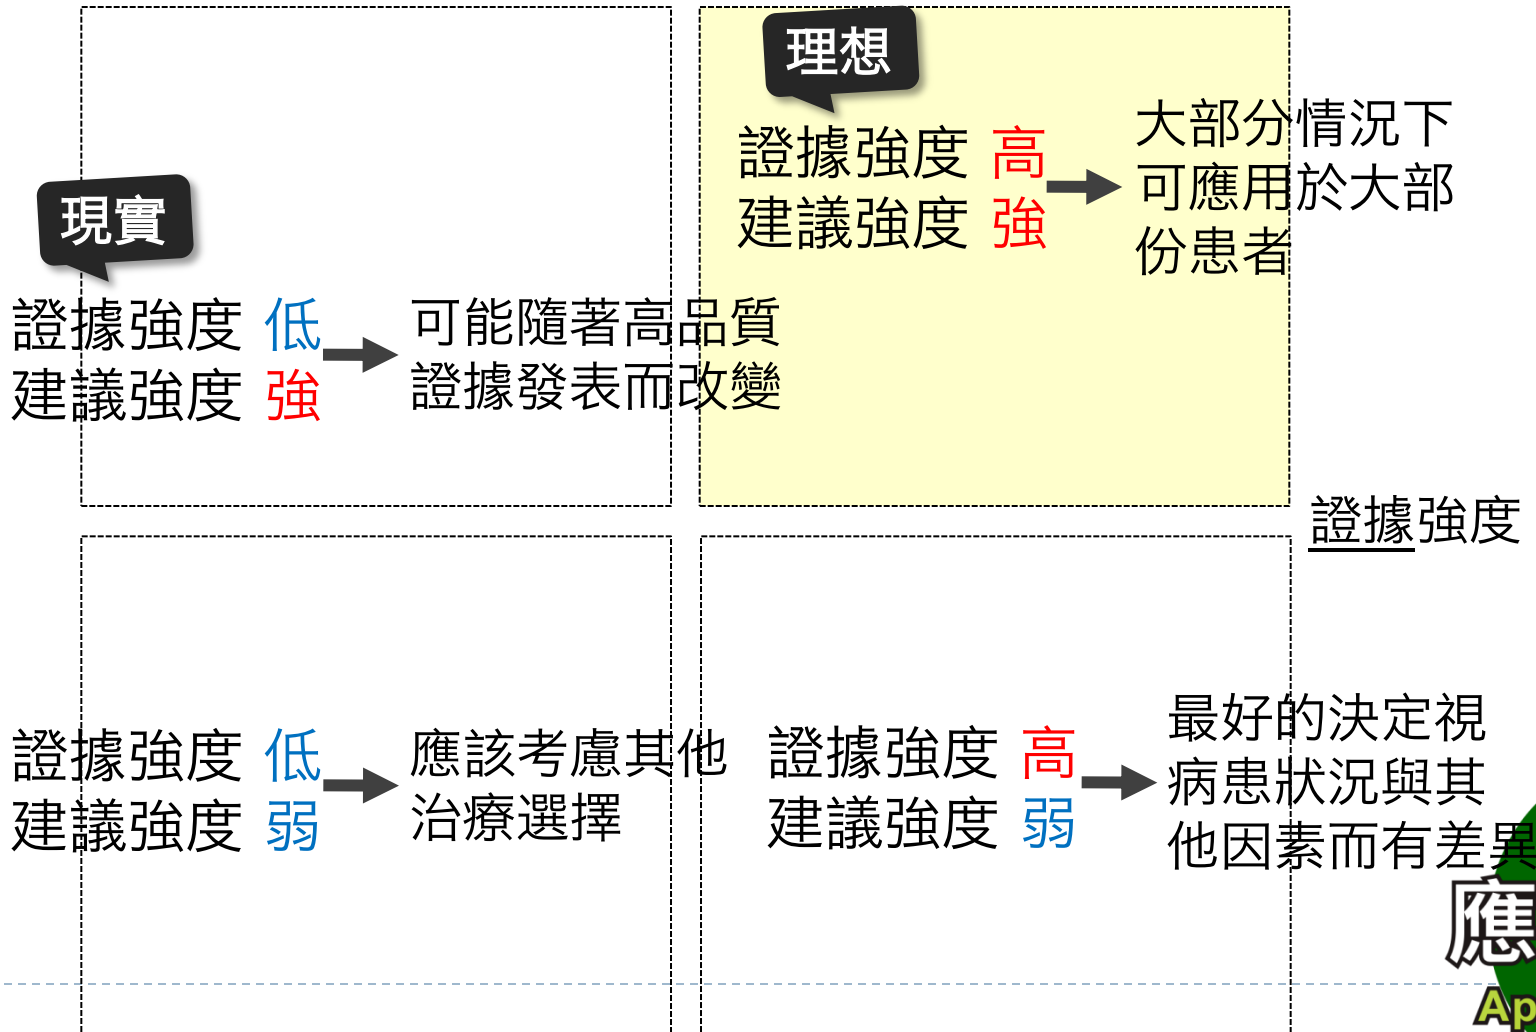 理想
證據強度 高
建議強度 強
大部分情況下
可應用於大部
份患者
現實
證據強度 低
建議強度 強
可能隨著高品質
證據發表而改變
證據強度
證據強度 低
建議強度 弱
應該考慮其他
治療選擇
證據強度 高
建議強度 弱
最好的決定視
病患狀況與其
他因素而有差異
應
Ap